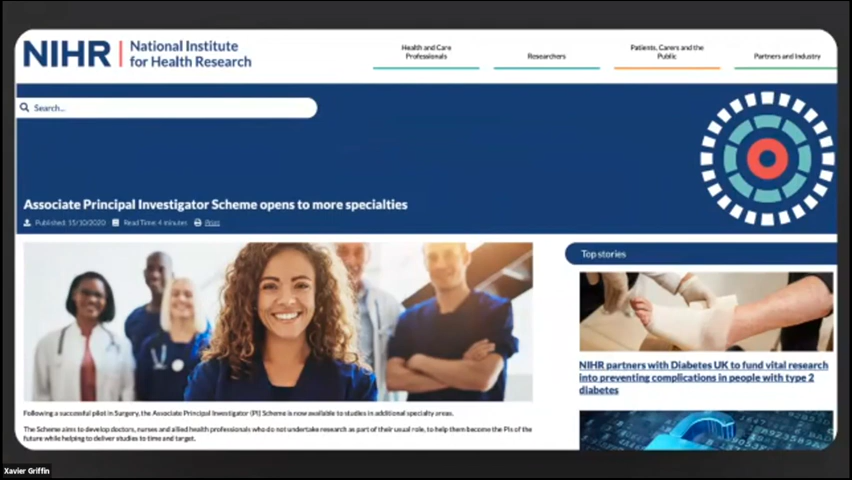 NIHR
National Institute
for Health Research
Health and Care
Professionals
Researchers
Patients, Carers and the
Public
Partners and Industry
Search...
Associate Principal Investigator Scheme opens to more specialties
Published: 15/10/2020
Read Time: 4 minutes
Print
Top stories
Following a successful pilot in Surgery, the Associate Principal Investigator (PI) Scheme is now available to studies in additional specialty areas.
The Scheme aims to develop doctors, nurses and allied health professionals who do not undertake research as part of their usual role, to help them become the PIs of the
future while helping to deliver studies to time and target.
NIHR partners with Diabetes UK to fund vital research
into preventing complications in people with type 2
diabetes
Xavier Griffin